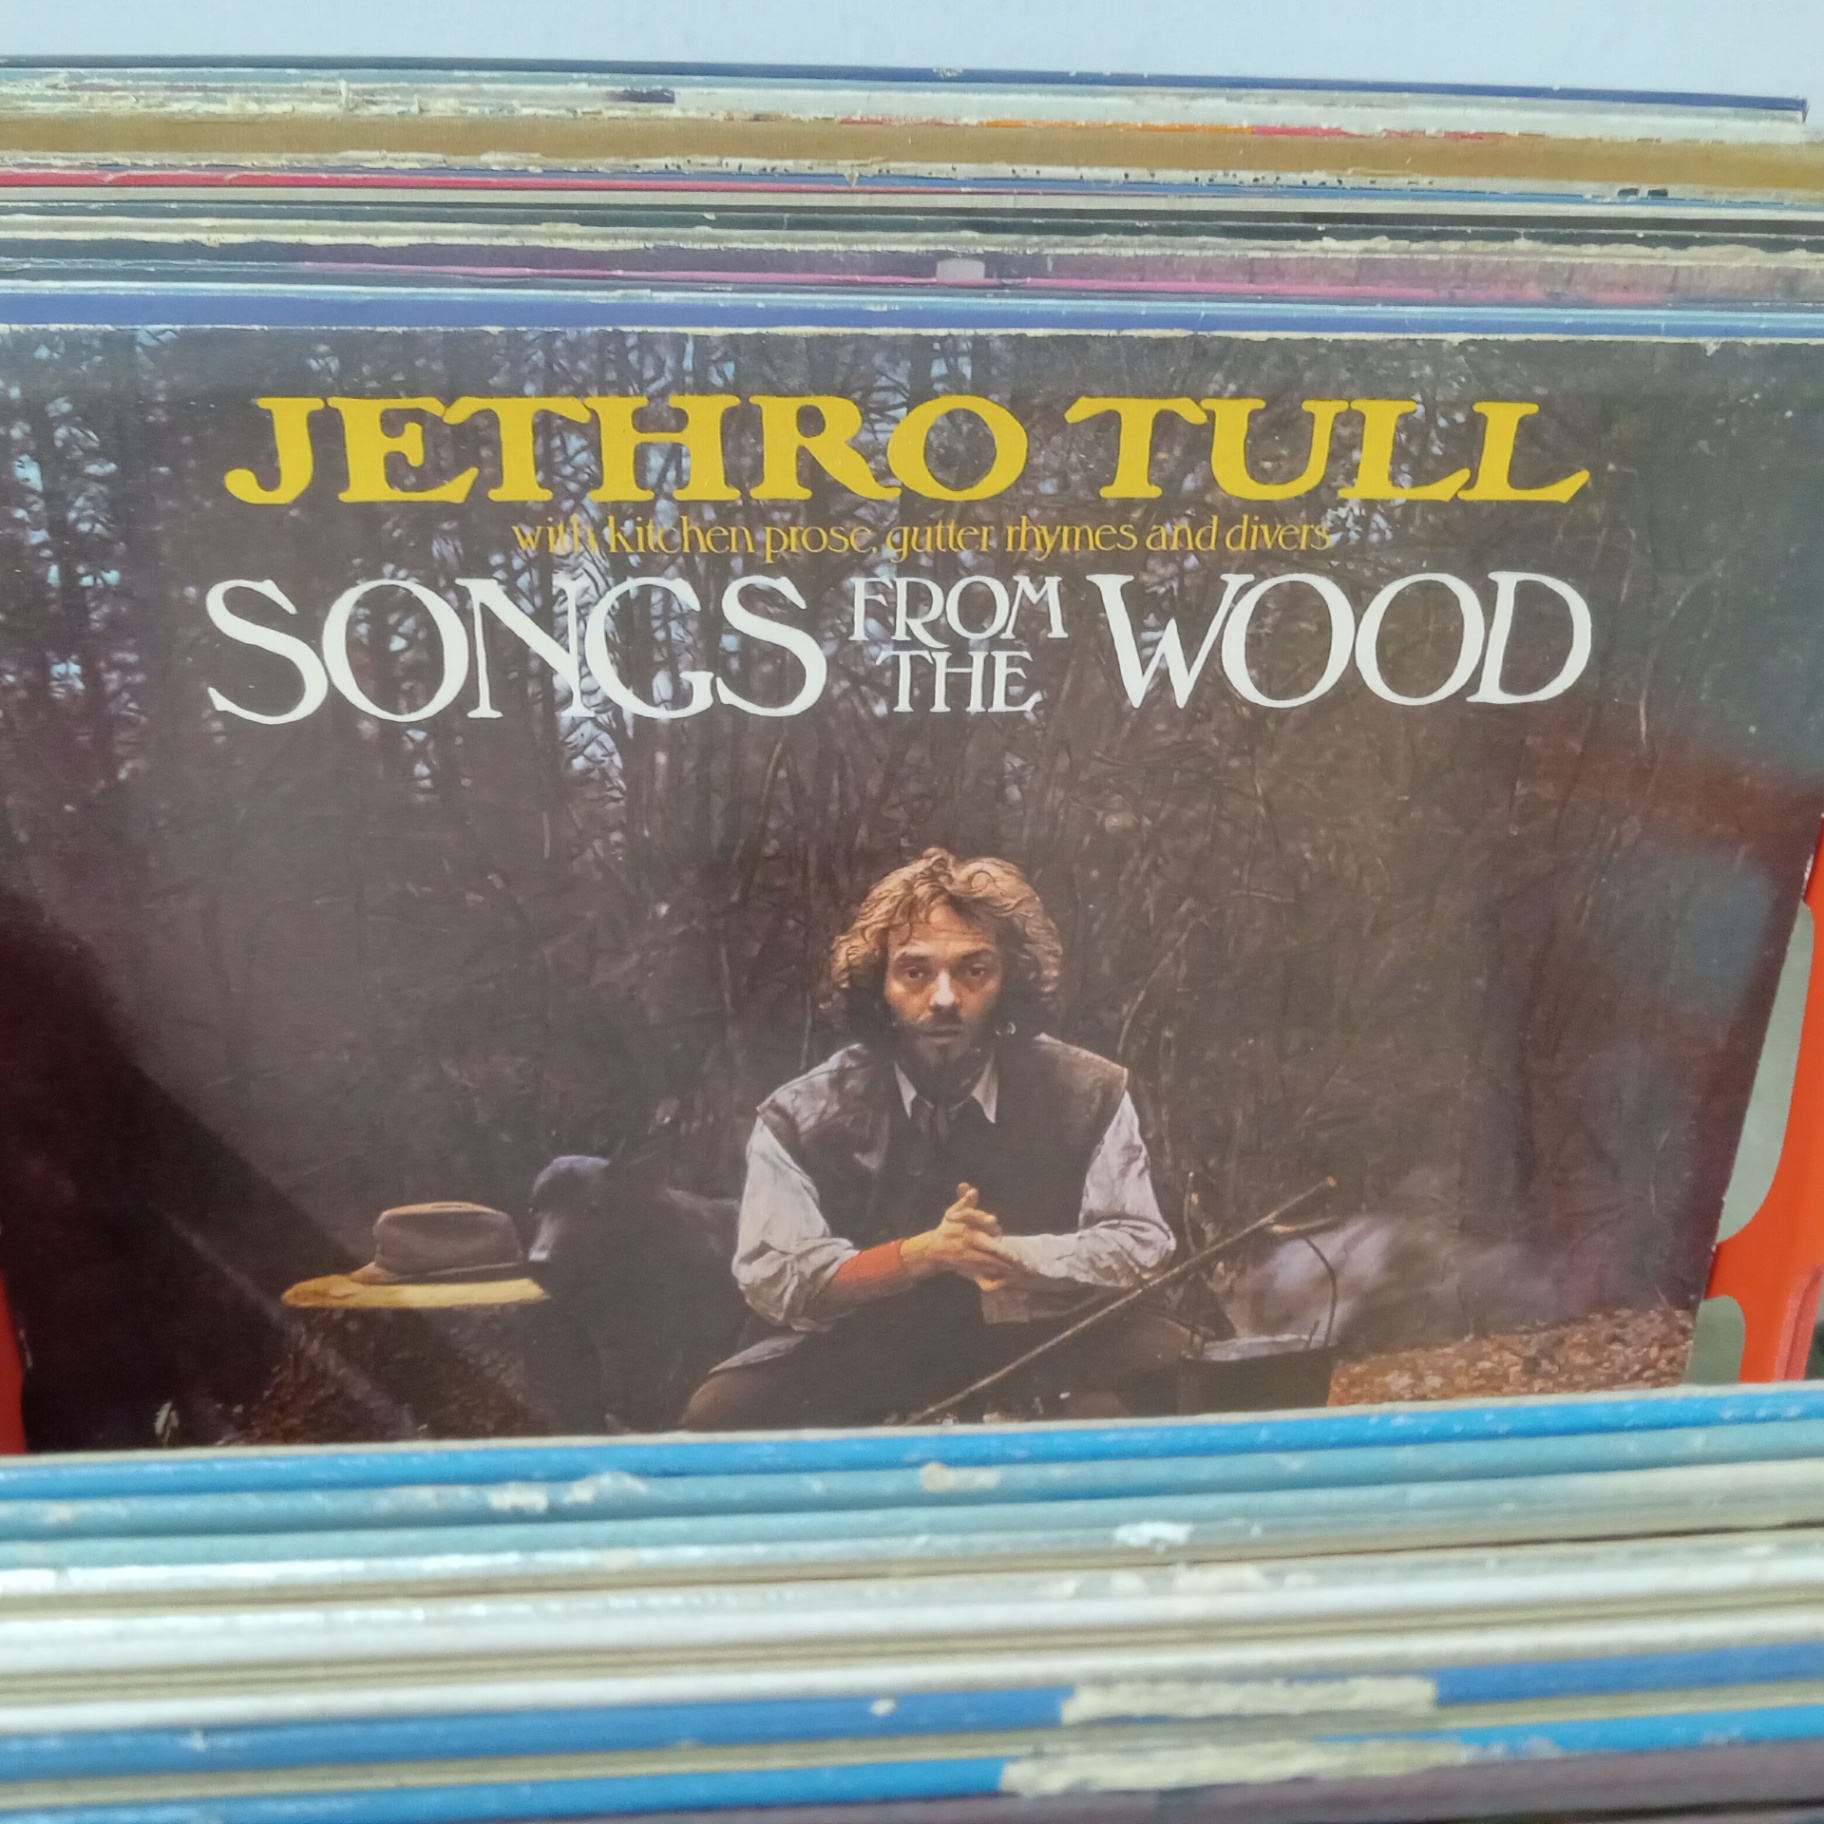 JETHRO TULL
with kitchen prose, gutter rhymes and divers
SONGS FROM THE WOOD